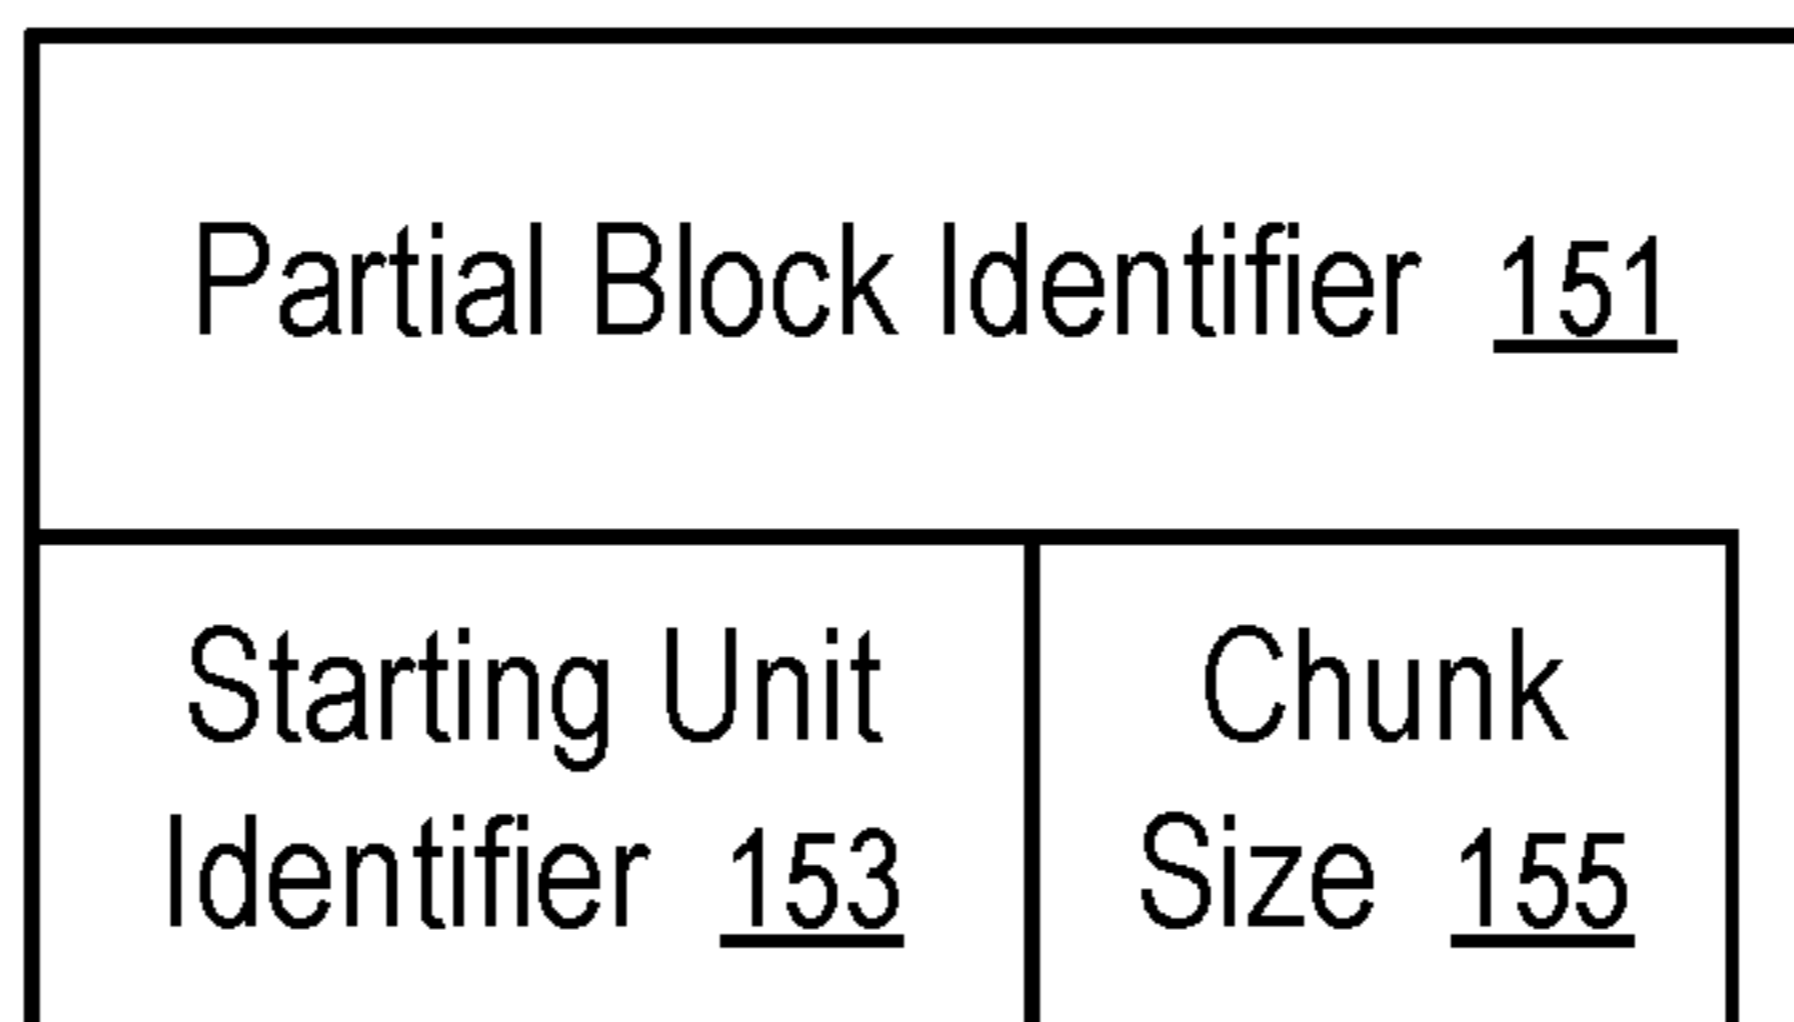 Partial Block Identifier 151
Starting Unit
Identifier 153
Chunk
Size 155